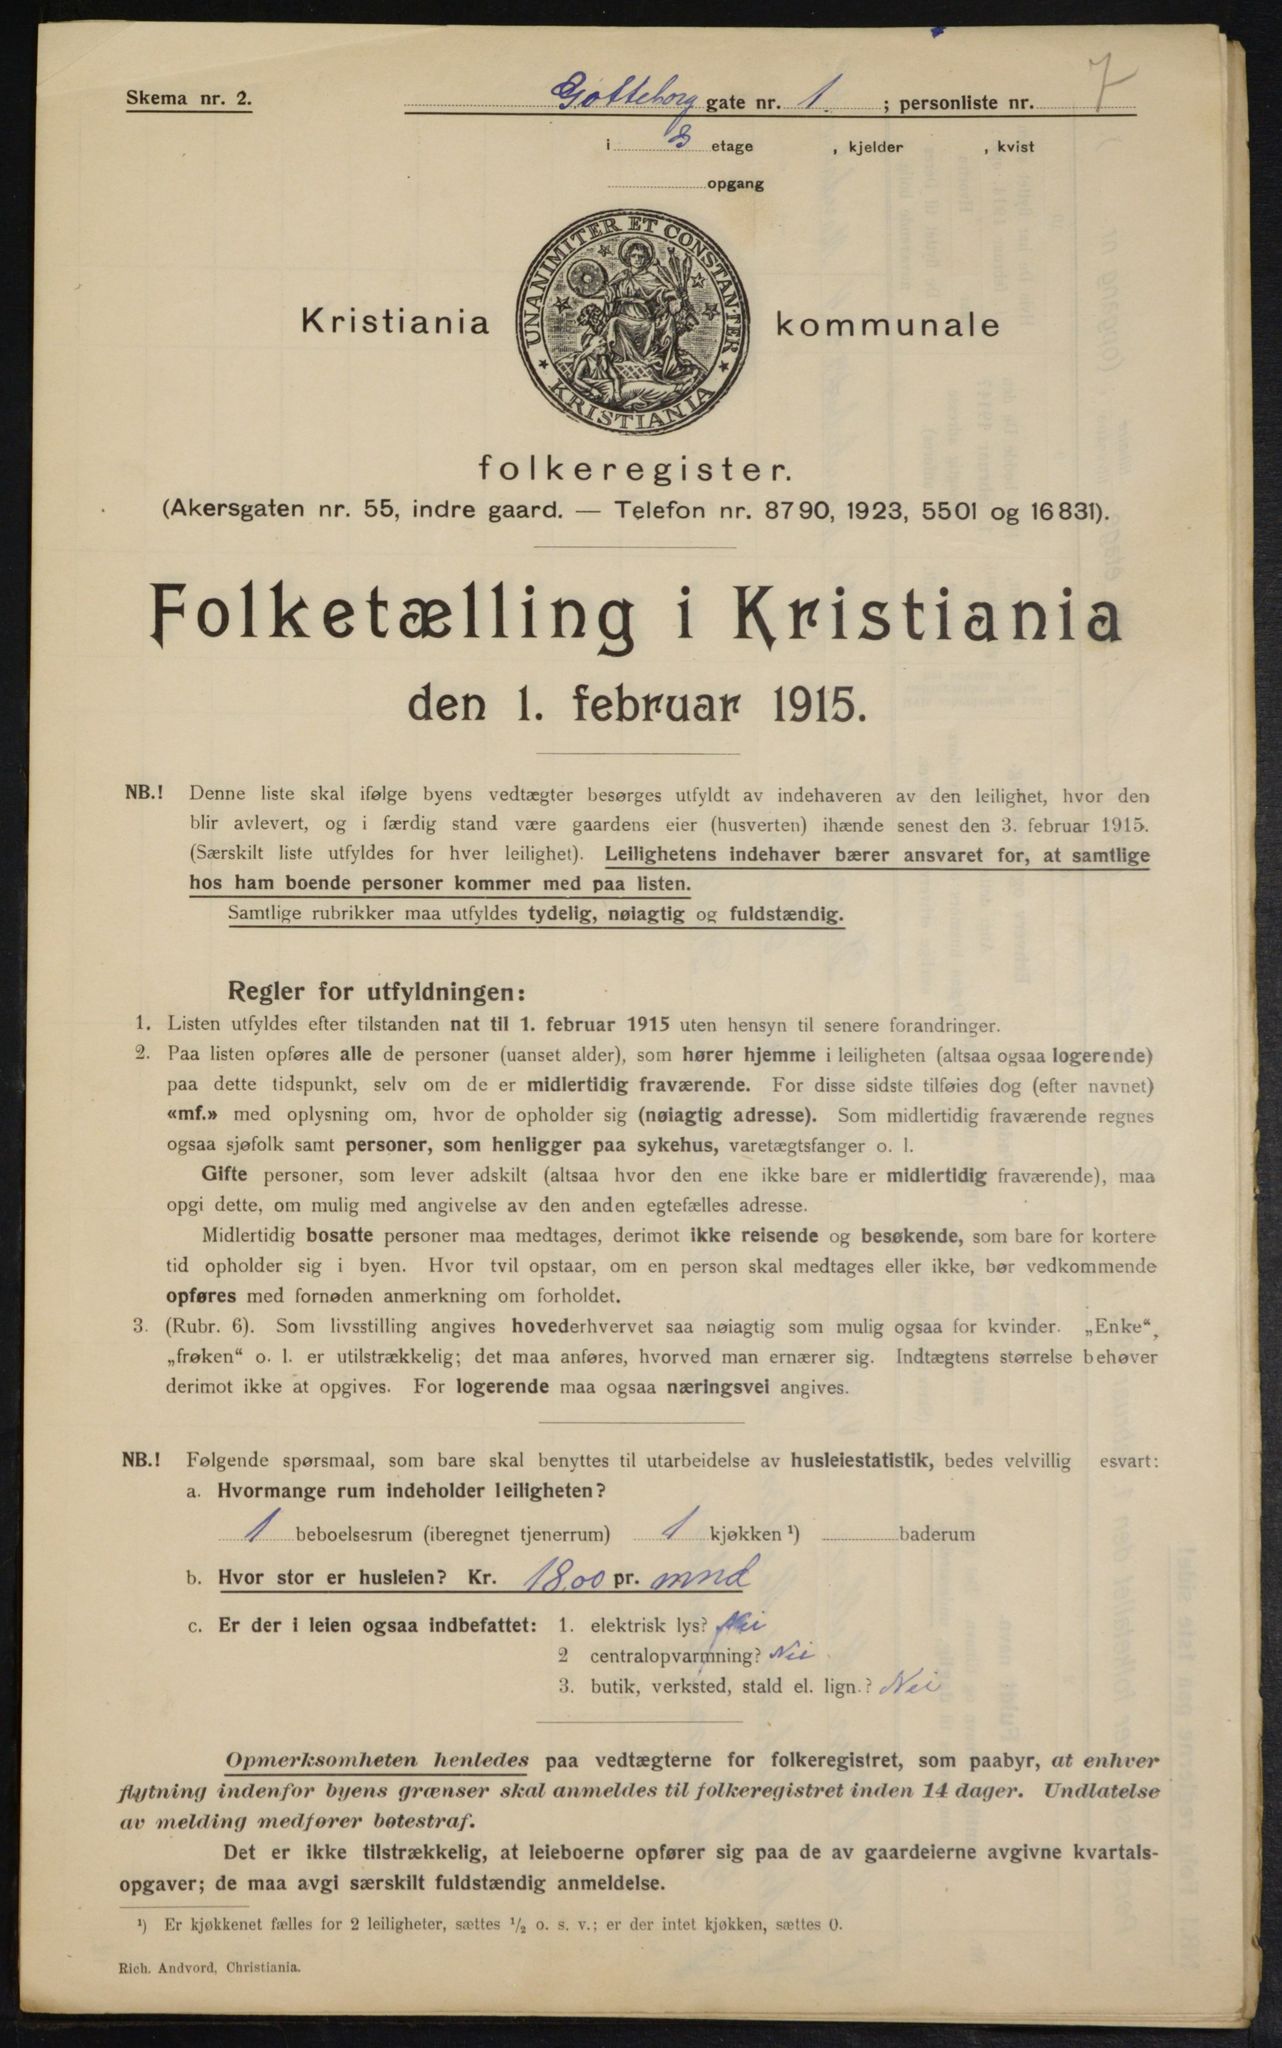 Skema nr. 2.
Gotteborg gate nr. 1 ; personliste nr. 7
i 3 etage , kjelder , kvist
opgang
UNANIMITER ET CONSTANTER
KRISTIANIA
Kristiania kommunale
folkeregister.
(Akersgaten nr. 55, indre gaard. — Telefon nr. 8790, 1923, 5501 og 16831).
Folketælling i Kristiania
den 1. februar 1915.
NB.! Denne liste skal ifølge byens vedtægter besørges utfyldt av indehaveren av den leilighet, hvor den
blir avlevert, og i færdig stand være gaardens eier (husverten) ihænde senest den 3. februar 1915.
(Særskilt liste utfyldes for hver leilighet). Leilighetens indehaver bærer ansvaret for, at samtlige
hos ham boende personer kommer med paa listen.
Samtlige rubrikker maa utfyldes tydelig, nøiagtig og fuldstændig.
Regler for utfyldningen:
1. Listen utfyldes efter tilstanden nat til 1. februar 1915 uten hensyn til senere forandringer.
2. Paa listen opføres alle de personer (uanset alder), som hører hjemme i leiligheten (altsaa ogsaa logerende)
paa dette tidspunkt, selv om de er midlertidig fraværende. For disse sidste tilføies dog (efter navnet)
«mf.» med oplysning om, hvor de opholder sig (nøiagtig adresse). Som midlertidig fraværende regnes
ogsaa sjøfolk samt personer, som henligger paa sykehus, varetægtsfanger o. l.
Gifte personer, som lever adskilt (altsaa hvor den ene ikke bare er midlertidig fraværende), maa
opgi dette, om mulig med angivelse av den anden egtefælles adresse.
Midlertidig bosatte personer maa medtages, derimot ikke reisende og besøkende, som bare for kortere
tid opholder sig i byen. Hvor tvil opstaar, om en person skal medtages eller ikke, bør vedkommende
opføres med fornøden anmerkning om forholdet.
3. (Rubr. 6). Som livsstilling angives hovederhvervet saa nøiagtig som mulig ogsaa for kvinder. „Enke“,
„frøken“ o. l. er utilstrækkelig; det maa anføres, hvorved man ernærer sig. Indtægtens størrelse behøver
derimot ikke at opgives. For logerende maa ogsaa næringsvei angives.
NB.! Følgende spørsmaal, som bare skal benyttes til utarbeidelse av husleiestatistik, bedes velvillig esvart:
a. Hvormange rum indeholder leiligheten?
1 beboelsesrum (iberegnet tjenerrum) 1 kjøkken ¹) baderum
b. Hvor stor er husleien? Kr. 18.00 pr. mnd
c. Er der i leien ogsaa indbefattet: 1. elektrisk lys? Nei
2 centralopvarmning? Nei
3. butik, verksted, stald el. lign.? Nei
Opmerksomheten henledes paa vedtægterne for folkeregistret, som paabyr, at enhver
flytning indenfor byens grænser skal anmeldes til folkeregistret inden 14 dager. Undlatelse
av melding medfører bøtestraf.
Det er ikke tilstrækkelig, at leieboerne opfører sig paa de av gaardeierne avgivne kvartals-
opgaver; de maa avgi særskilt fuldstændig anmeldelse.
¹) Er kjøkkenet fælles for 2 leiligheter, sættes ½ o. s. v.; er der intet kjøkken, sættes 0.
Rich. Andvord, Christiania.